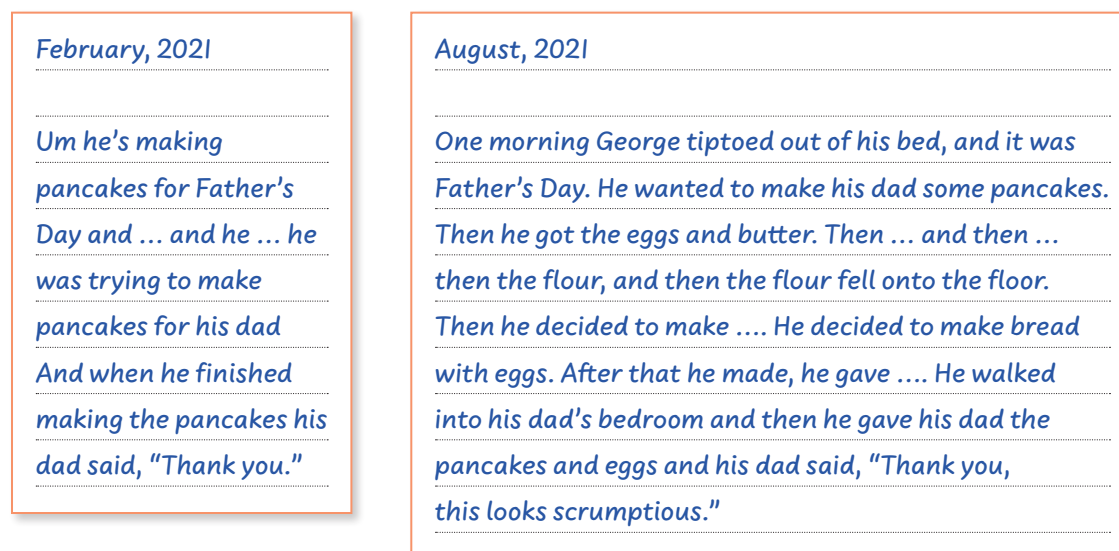 February, 2021
Um he's making
pancakes for Father's
Day and ... and he ... he
was trying to make
pancakes for his dad
And when he finished
making the pancakes his
dad said, “Thank you.”
August, 2021
One morning George tiptoed out of his bed, and it was
Father's Day. He wanted to make his dad some pancakes.
Then he got the eggs and butter. Then ... and then ...
then the flour, and then the flour fell onto the floor.
Then he decided to make .... He decided to make bread
with eggs. After that he made, he gave .... He walked
into his dad's bedroom and then he gave his dad the
pancakes and eggs and his dad said, “Thank you,
this looks scrumptious.”